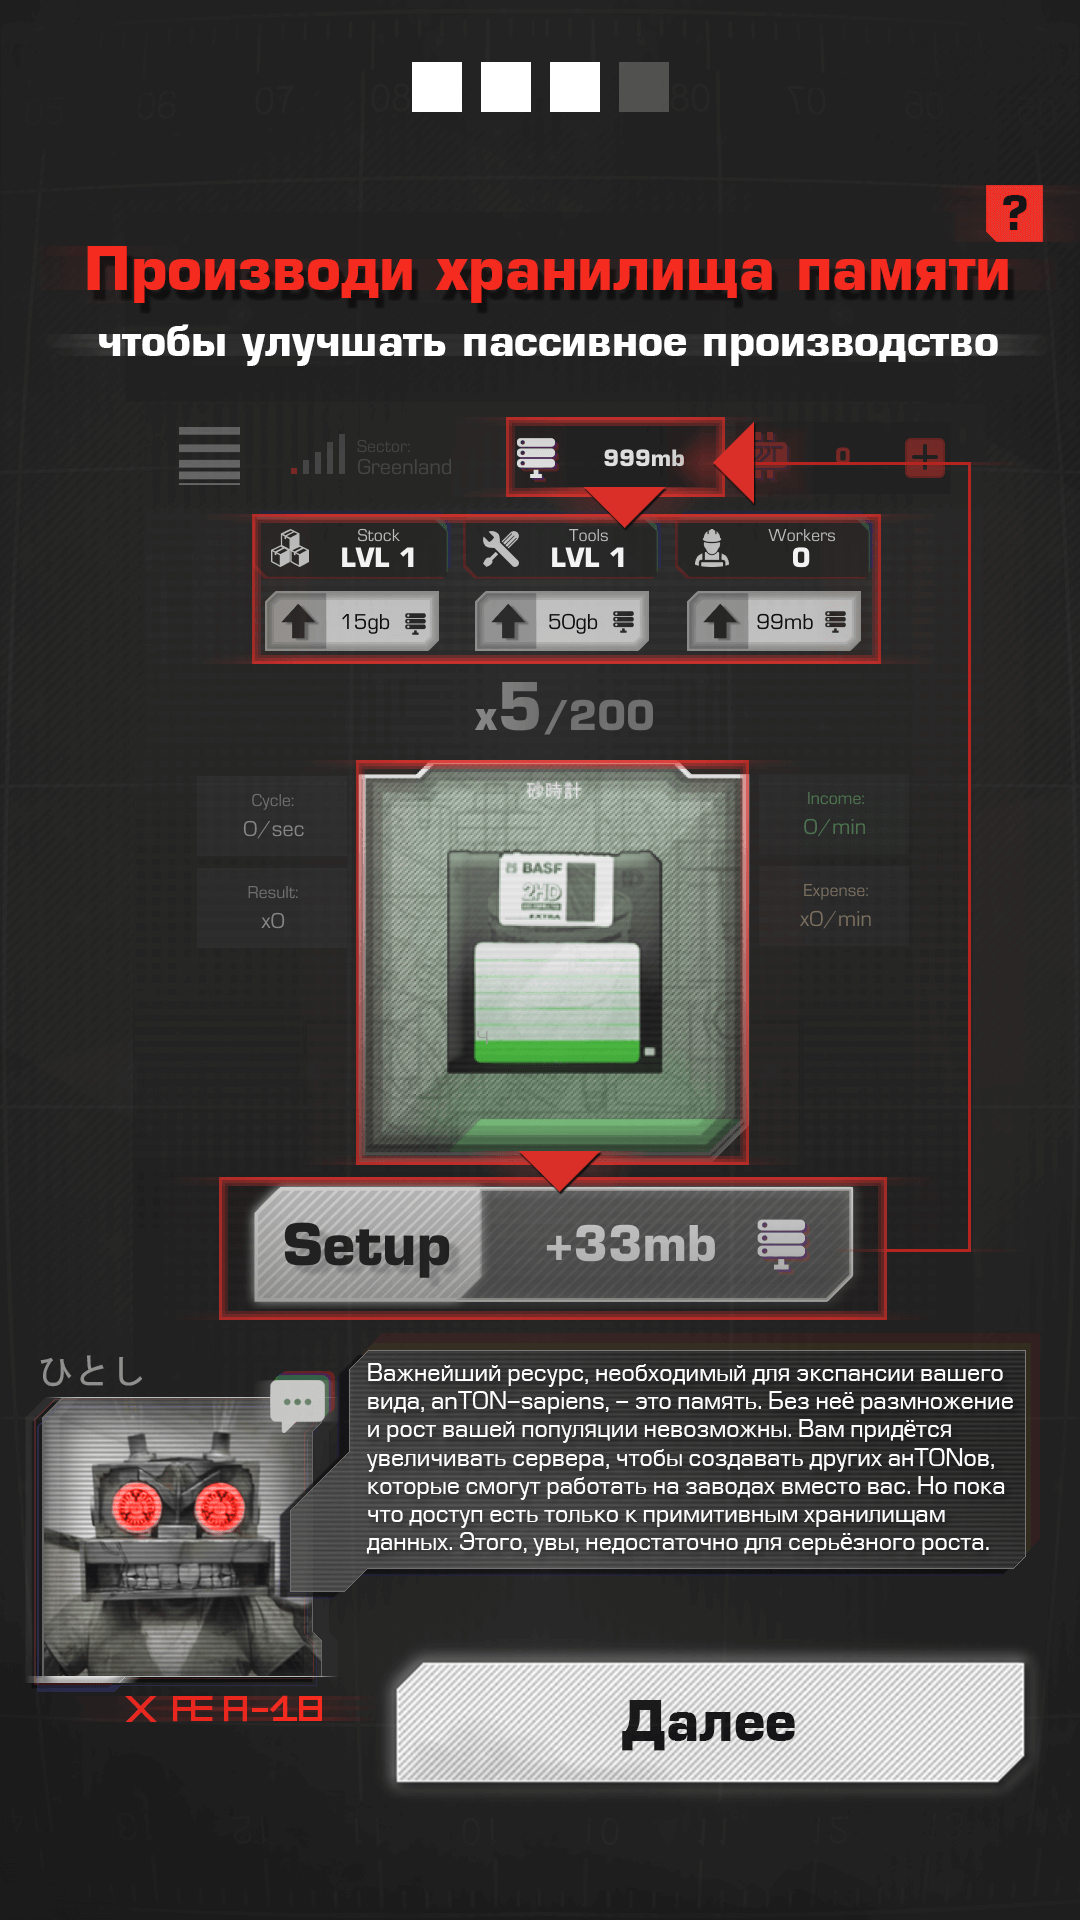 ?
Производи хранилища памяти
чтобы улучшать пассивное производство
Sector:
Greenland
999mb
0
Stock
LVL 1
Tools
LVL 1
Workers
0
15gb
50gb
99mb
x5/200
Cycle:
0/sec
Result:
x0
砂時計
BASF
2HD
EXTRA
Income:
0/min
Expense:
x0/min
Setup
+33mb
ひとし
Важнейший ресурс, необходимый для экспансии вашего
вида, anTON-sapiens, – это память. Без неё размножение
и рост вашей популяции невозможны. Вам придётся
увеличивать сервера, чтобы создавать других анTONов,
которые смогут работать на заводах вместо вас. Но пока
что доступ есть только к примитивным хранилищам
данных. Этого, увы, недостаточно для серьёзного роста.
X Æ A-18
Далее